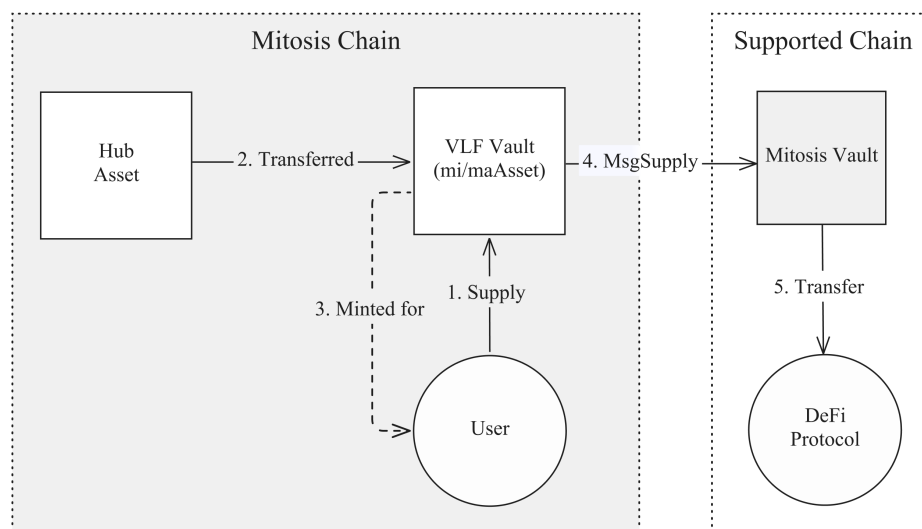 Mitosis Chain
Supported Chain
Hub
Asset
2. Transferred
VLF Vault
(mi/maAsset)
4. MsgSupply
Mitosis Vault
3. Minted for
1. Supply
5. Transfer
User
DeFi
Protocol